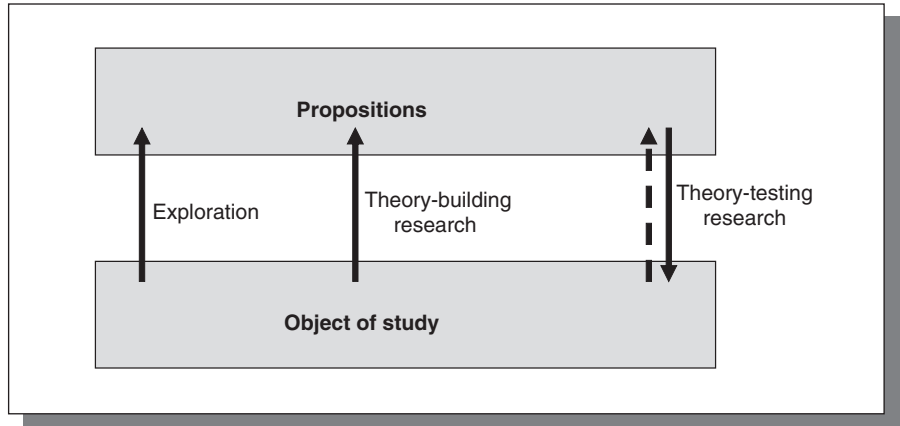 Propositions
Exploration
Theory-building
research
Theory-testing
research
Object of study